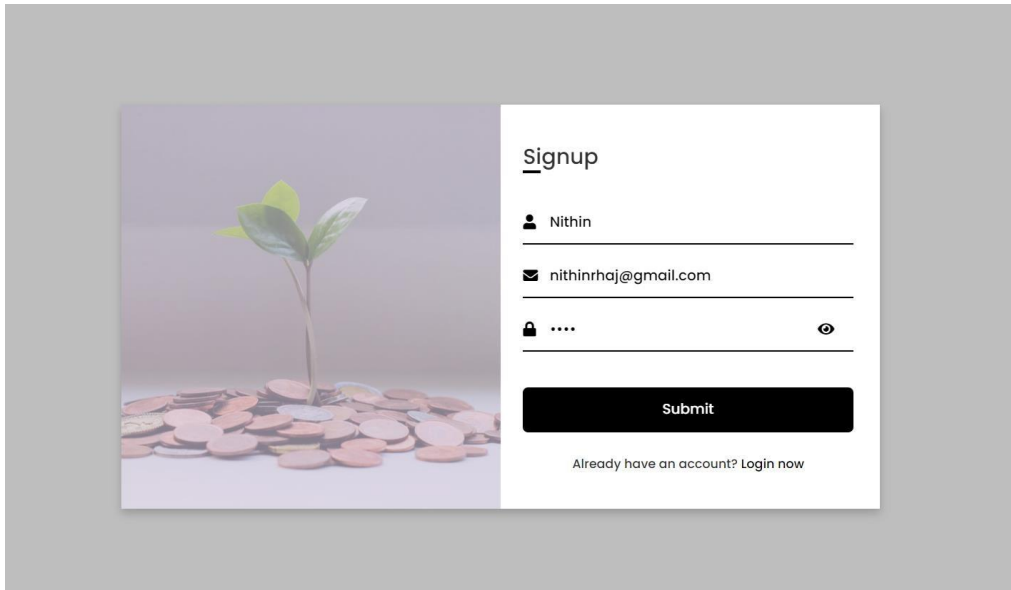 Signup
Nithin
nithinrhaj@gmail.com
••••
Submit
Already have an account? Login now